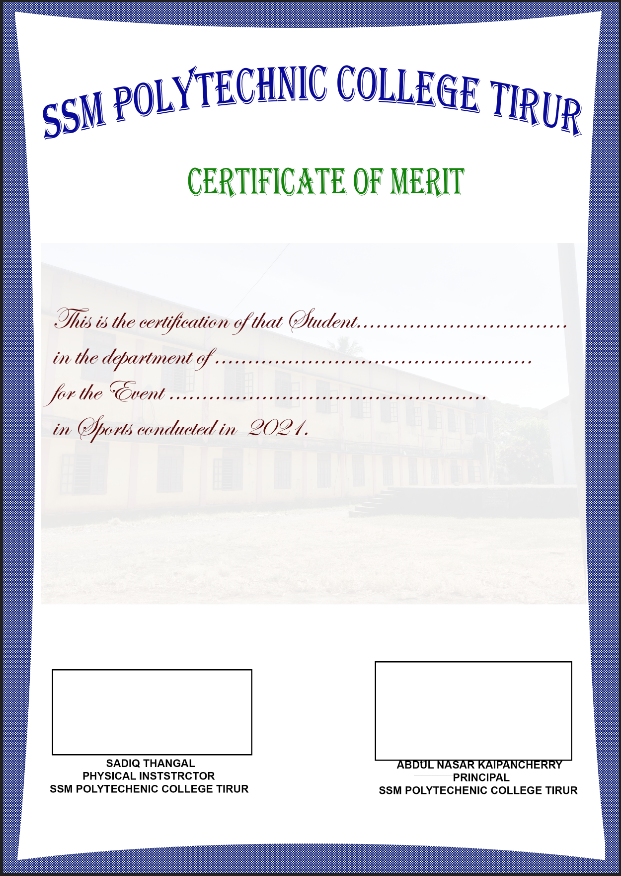 SSM POLYTECHNIC COLLEGE TIRUR
CERTIFICATE OF MERIT
This is the certification of that Student................................
in the department of ................................................
for the Event ................................................
in Sports conducted in 2021.
SADIQ THANGAL
PHYSICAL INSTSTRCTOR
SSM POLYTECHENIC COLLEGE TIRUR
ABDUL NASAR KAIPANCHERRY
PRINCIPAL
SSM POLYTECHENIC COLLEGE TIRUR